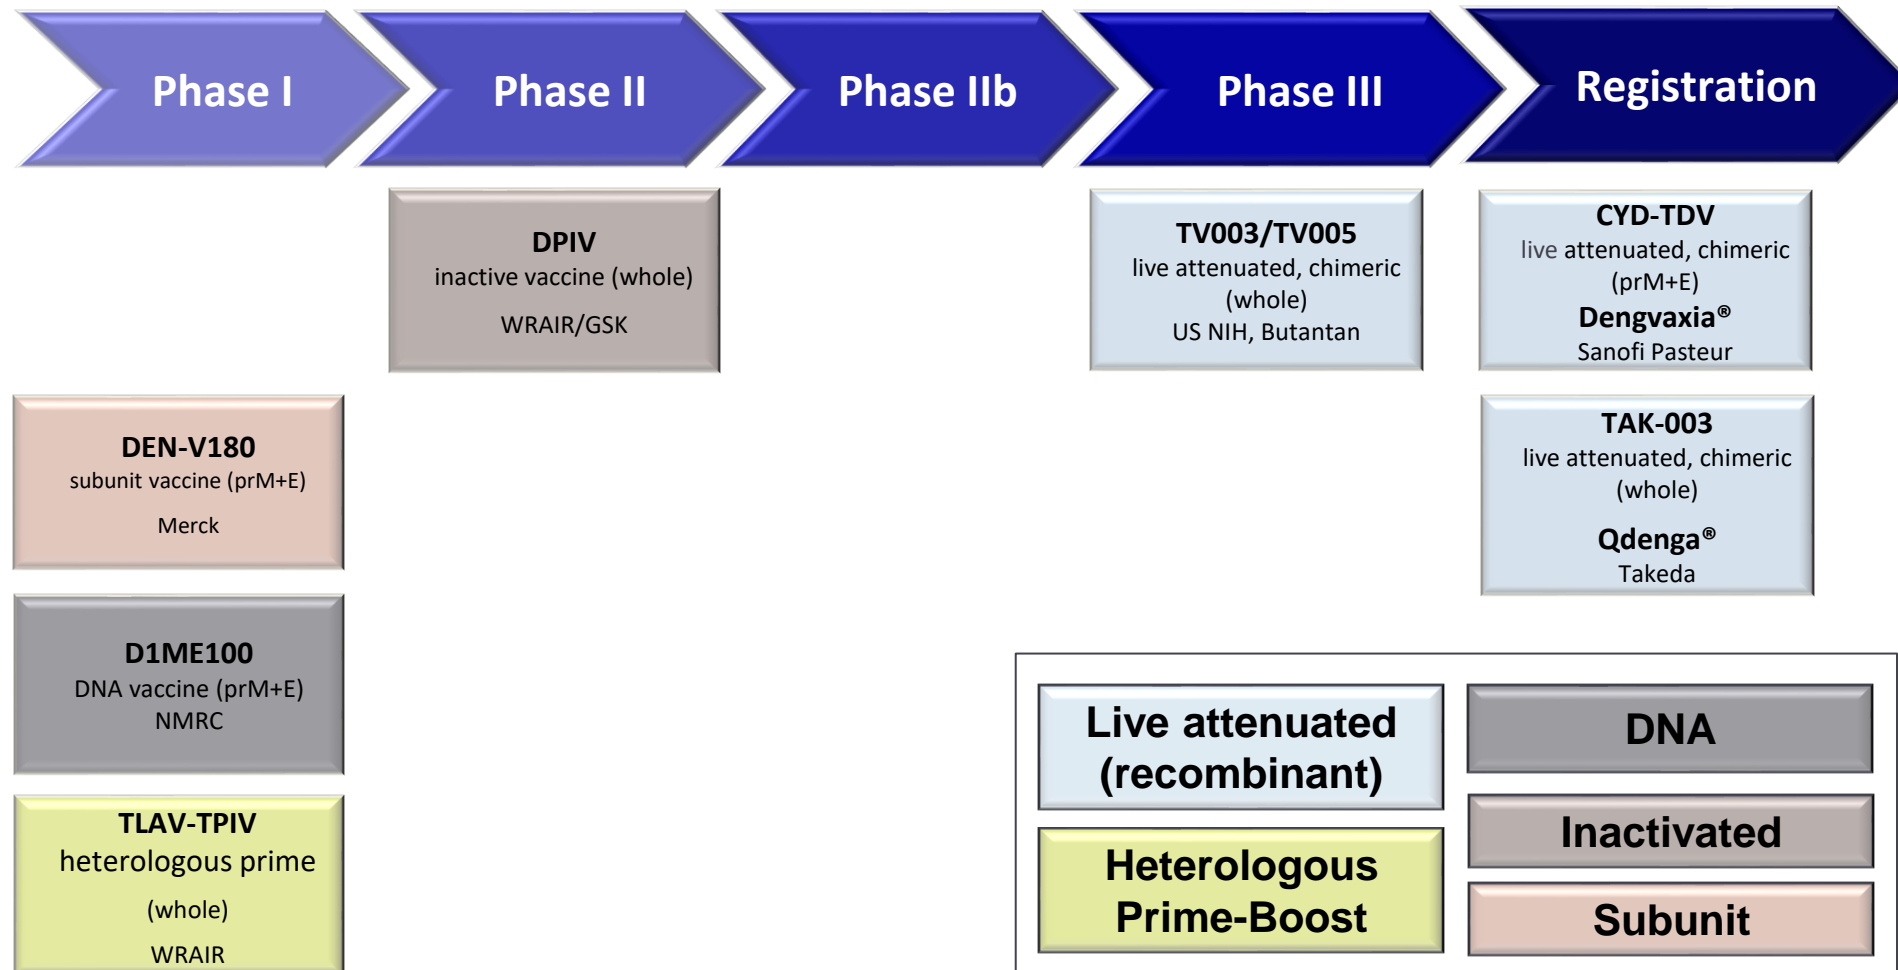 Phase I
Phase II
Phase IIb
Phase III
Registration
DPIV
inactive vaccine (whole)
WRAIR/GSK
TV003/TV005
live attenuated, chimeric
(whole)
US NIH, Butantan
CYD-TDV
live attenuated, chimeric
(prM+E)
Dengvaxia®
Sanofi Pasteur
DEN-V180
subunit vaccine (prM+E)
Merck
TAK-003
live attenuated, chimeric
(whole)
Qdenga®
Takeda
D1ME100
DNA vaccine (prM+E)
NMRC
TLAV-TPIV
heterologous prime
(whole)
WRAIR
Live attenuated
(recombinant)
Heterologous
Prime-Boost
DNA
Inactivated
Subunit